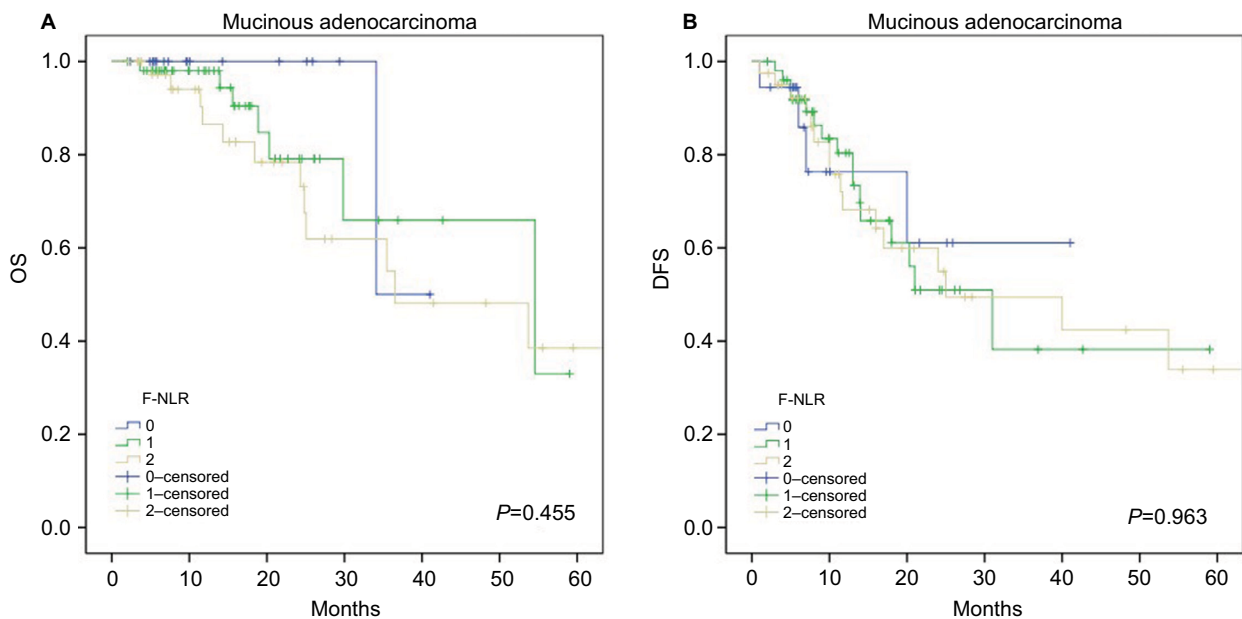 A Mucinous adenocarcinoma
1.0
0.8
0.6
0.4
0.2
0.0
OS
F-NLR
0
1
2
0–censored
1–censored
2–censored
P=0.455
0 10 20 30 40 50 60
Months
B Mucinous adenocarcinoma
1.0
0.8
0.6
0.4
0.2
0.0
DFS
F-NLR
0
1
2
0–censored
1–censored
2–censored
P=0.963
0 10 20 30 40 50 60
Months